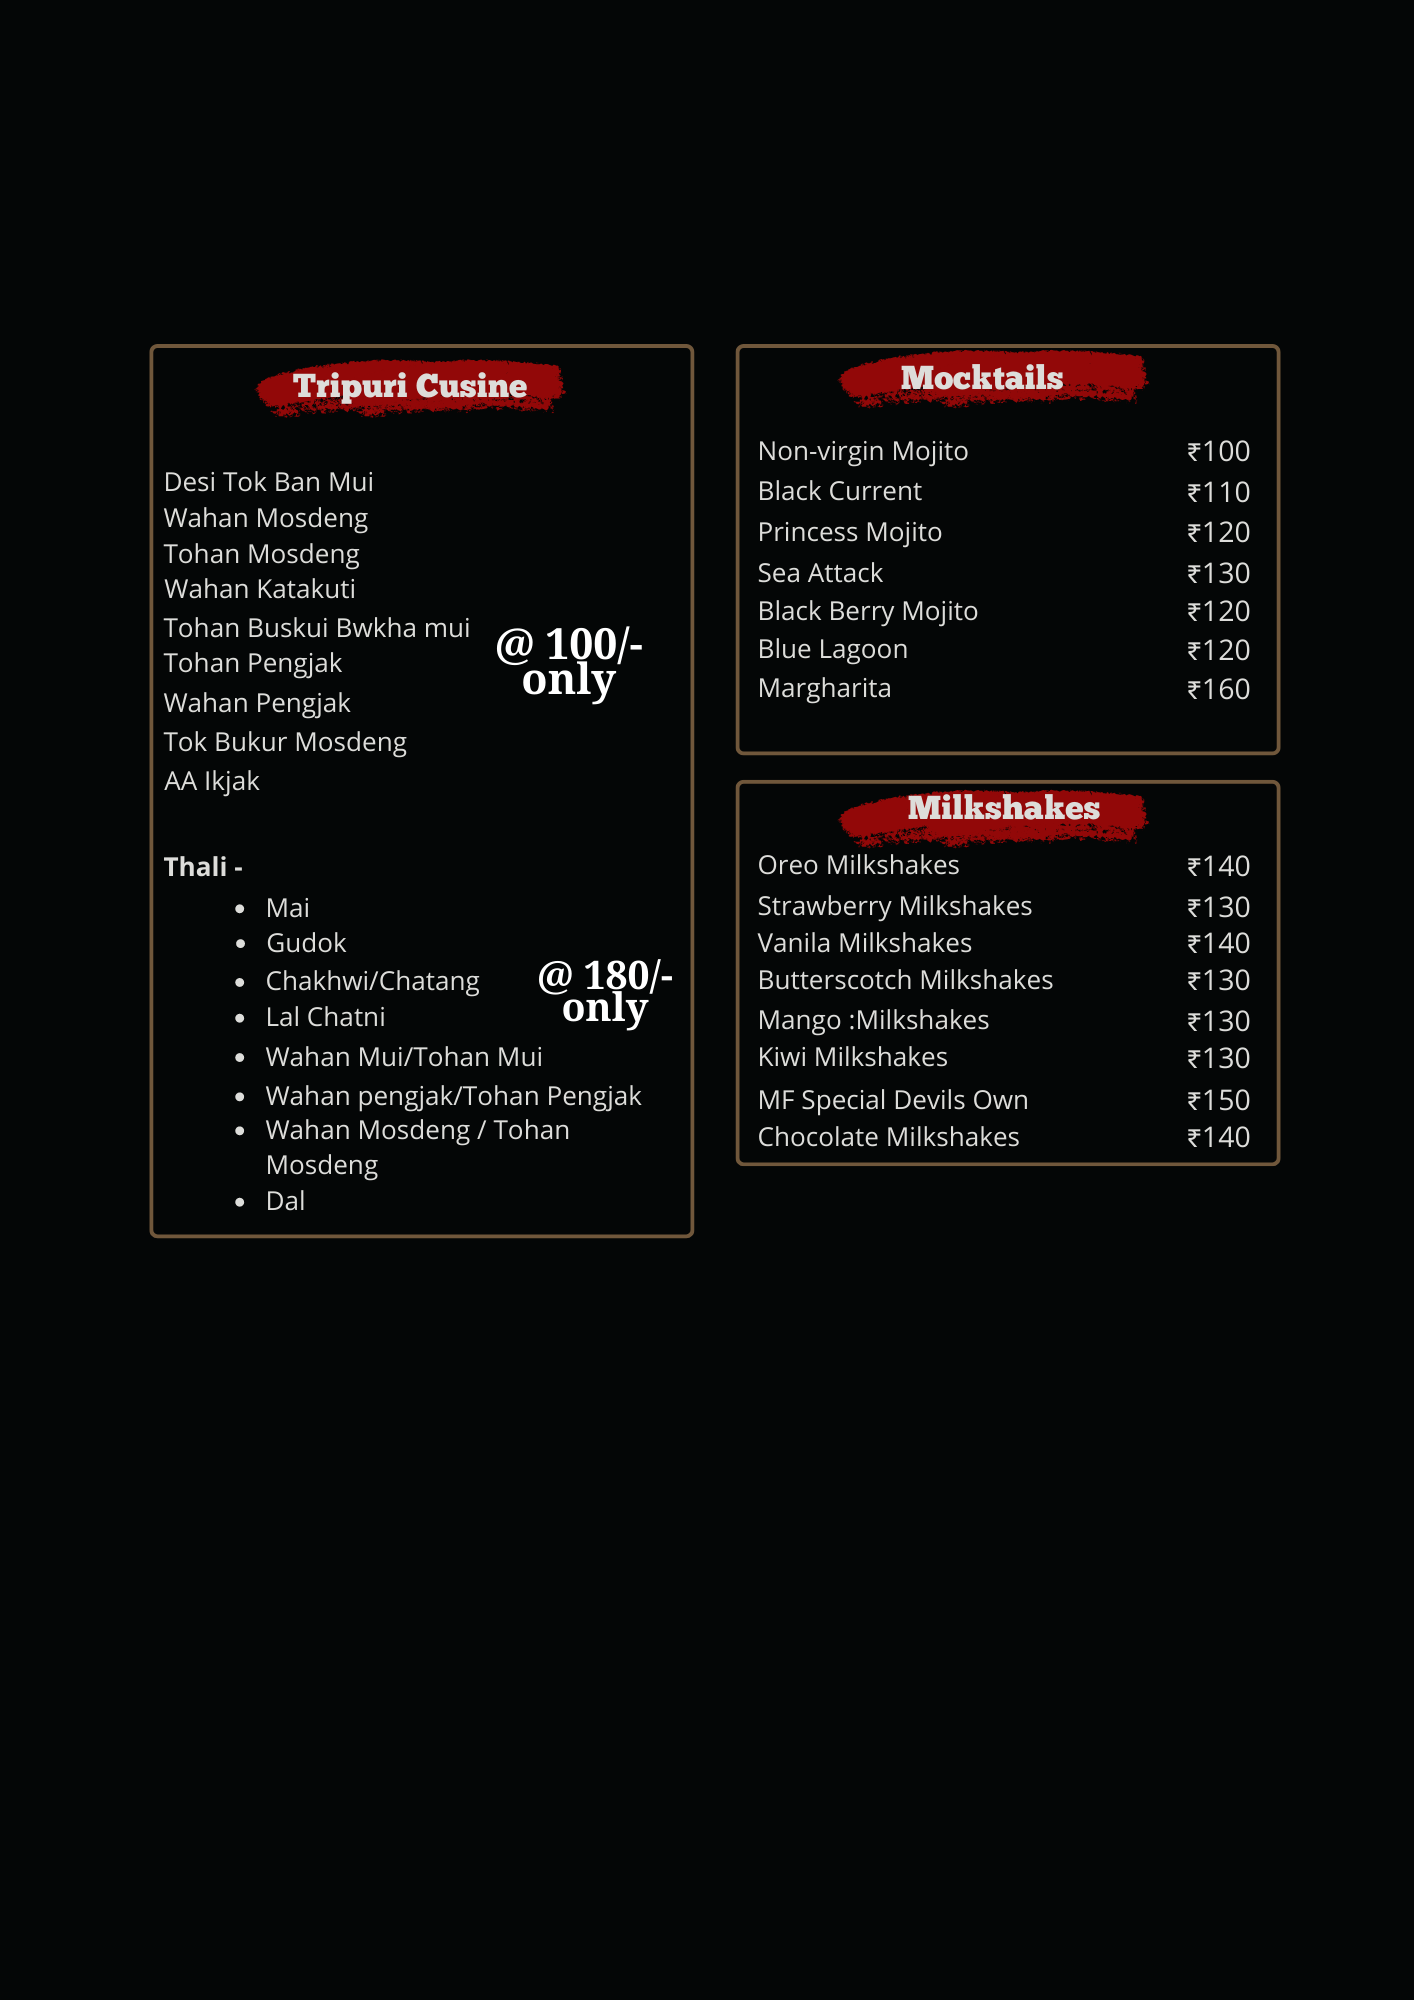 Tripuri Cusine
Desi Tok Ban Mui
Wahan Mosdeng
Tohan Mosdeng
Wahan Katakuti
Tohan Buskui Bwkha mui
Tohan Pengjak
Wahan Pengjak
Tok Bukur Mosdeng
AA Ikjak
@ 100/-
only
Thali -
• Mai
• Gudok
• Chakhwi/Chatang
• Lal Chatni
• Wahan Mui/Tohan Mui
• Wahan pengjak/Tohan Pengjak
• Wahan Mosdeng / Tohan
Mosdeng
• Dal
@ 180/-
only
Mocktails
Non-virgin Mojito ₹100
Black Current ₹110
Princess Mojito ₹120
Sea Attack ₹130
Black Berry Mojito ₹120
Blue Lagoon ₹120
Margharita ₹160
Milkshakes
Oreo Milkshakes ₹140
Strawberry Milkshakes ₹130
Vanila Milkshakes ₹140
Butterscotch Milkshakes ₹130
Mango :Milkshakes ₹130
Kiwi Milkshakes ₹130
MF Special Devils Own ₹150
Chocolate Milkshakes ₹140